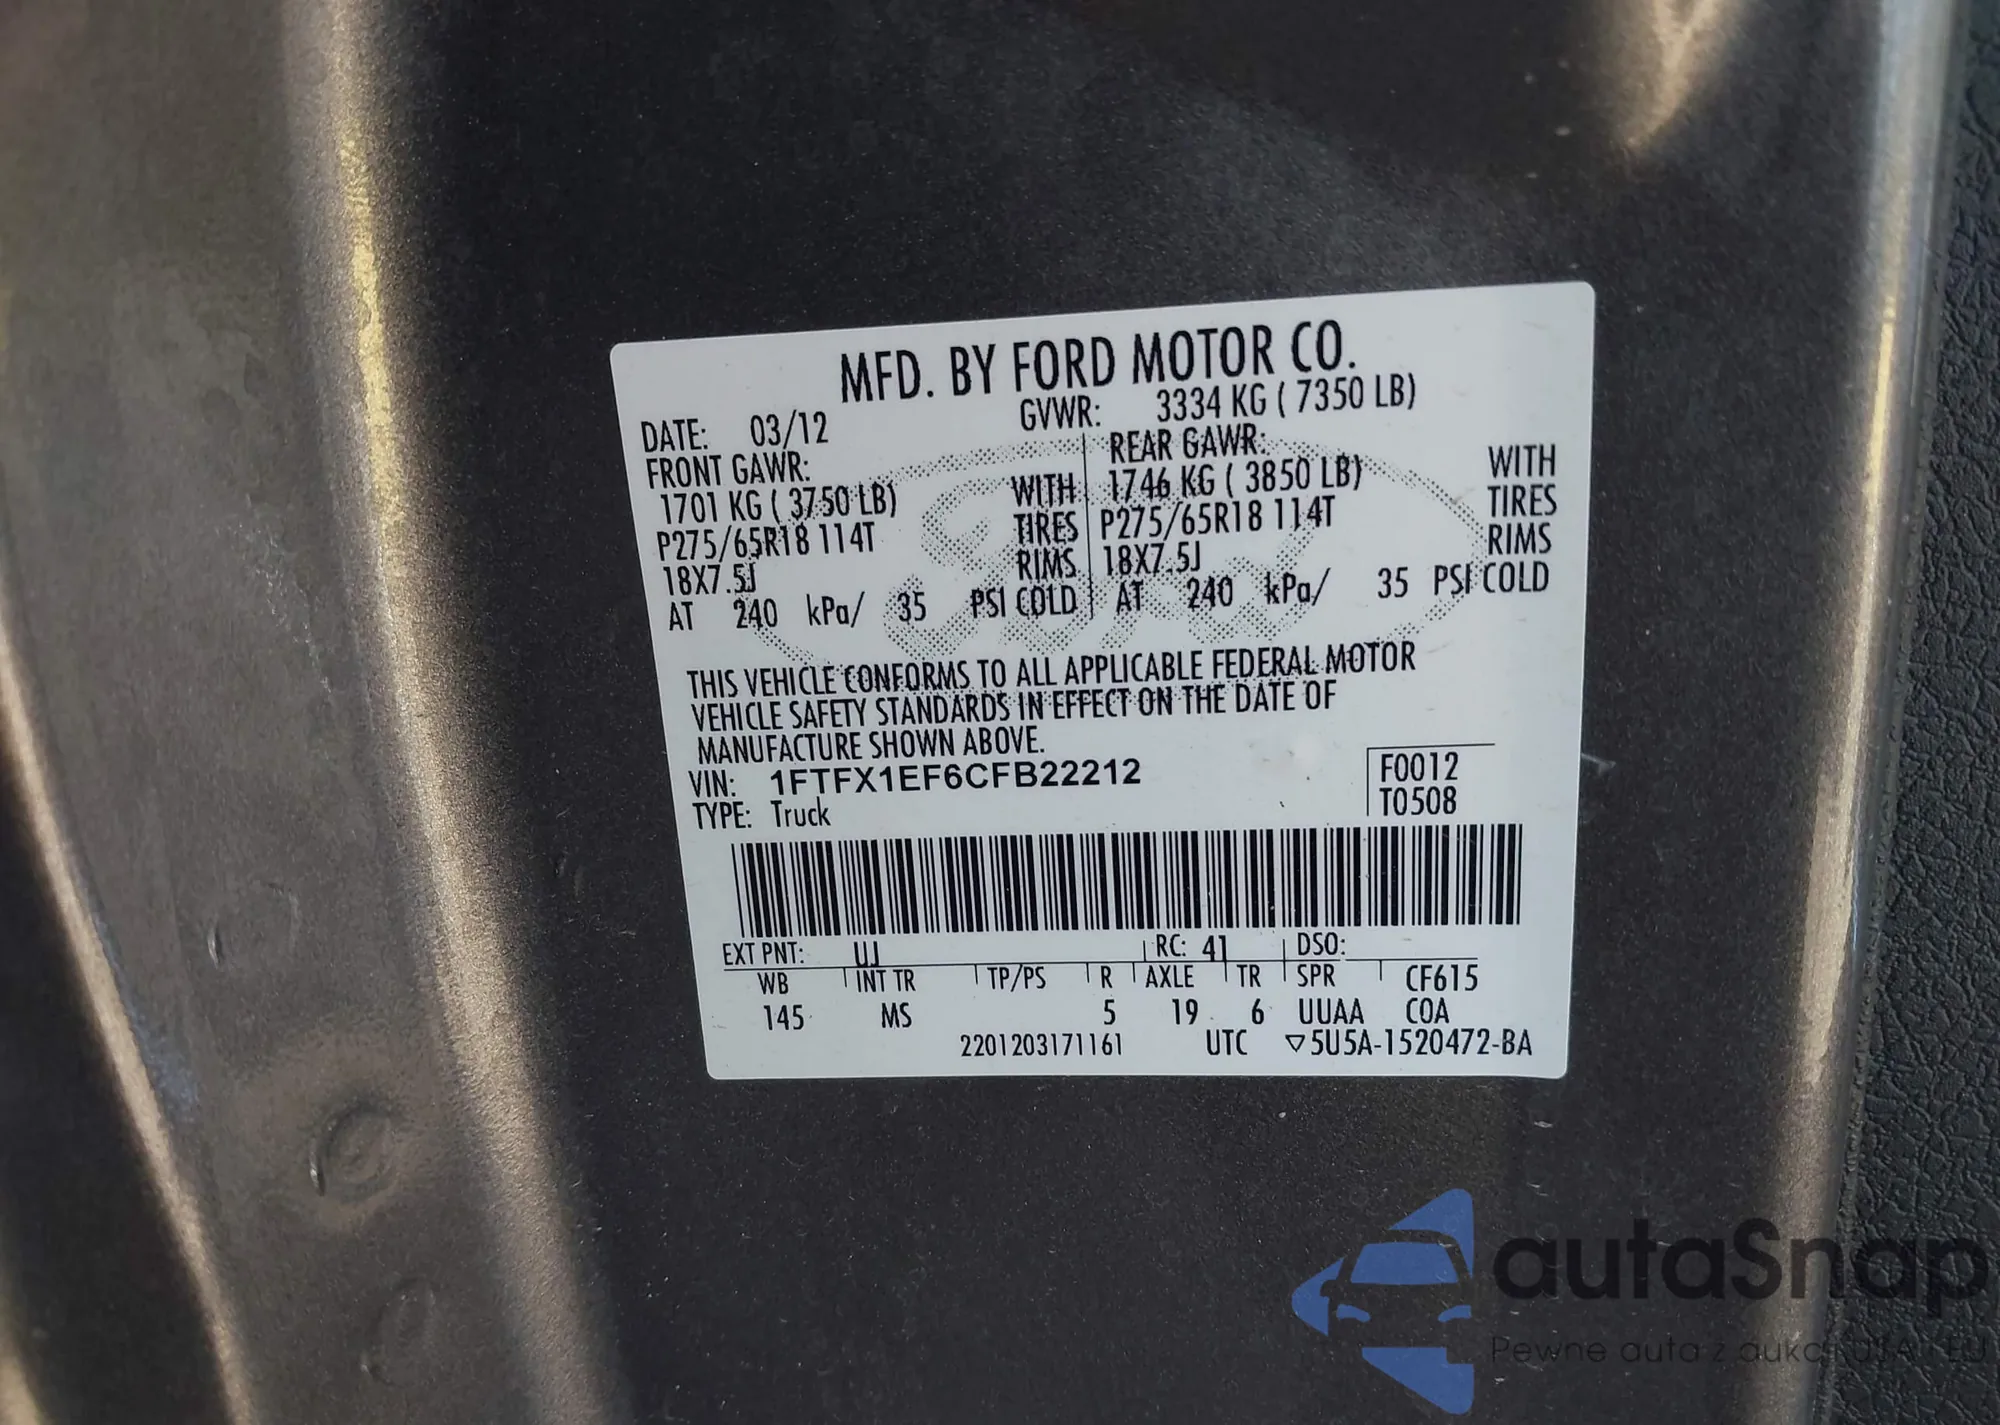 MFD. BY FORD MOTOR CO.
DATE: 03/12 GVWR: 3334 KG ( 7350 LB)
FRONT GAWR: REAR GAWR:
1701 KG ( 3750 LB) WITH 1746 KG ( 3850 LB) WITH
P275/65R18 114T TIRES P275/65R18 114T TIRES
18X7.5J RIMS 18X7.5J RIMS
AT 240 kPa/ 35 PSI COLD AT 240 kPa/ 35 PSI COLD
THIS VEHICLE CONFORMS TO ALL APPLICABLE FEDERAL MOTOR
VEHICLE SAFETY STANDARDS IN EFFECT ON THE DATE OF
MANUFACTURE SHOWN ABOVE.
VIN: 1FTFX1EF6CFB22212 F0012
TYPE: Truck T0508
EXT PNT: UJ RC: 41 DSO:
WB INT TR TP/PS R AXLE TR SPR CF615
145 MS 5 19 6 UUAA COA
2201203171161 UTC ▽5U5A-1520472-BA
autaSnap
Pewne auta z aukcji USA i EU